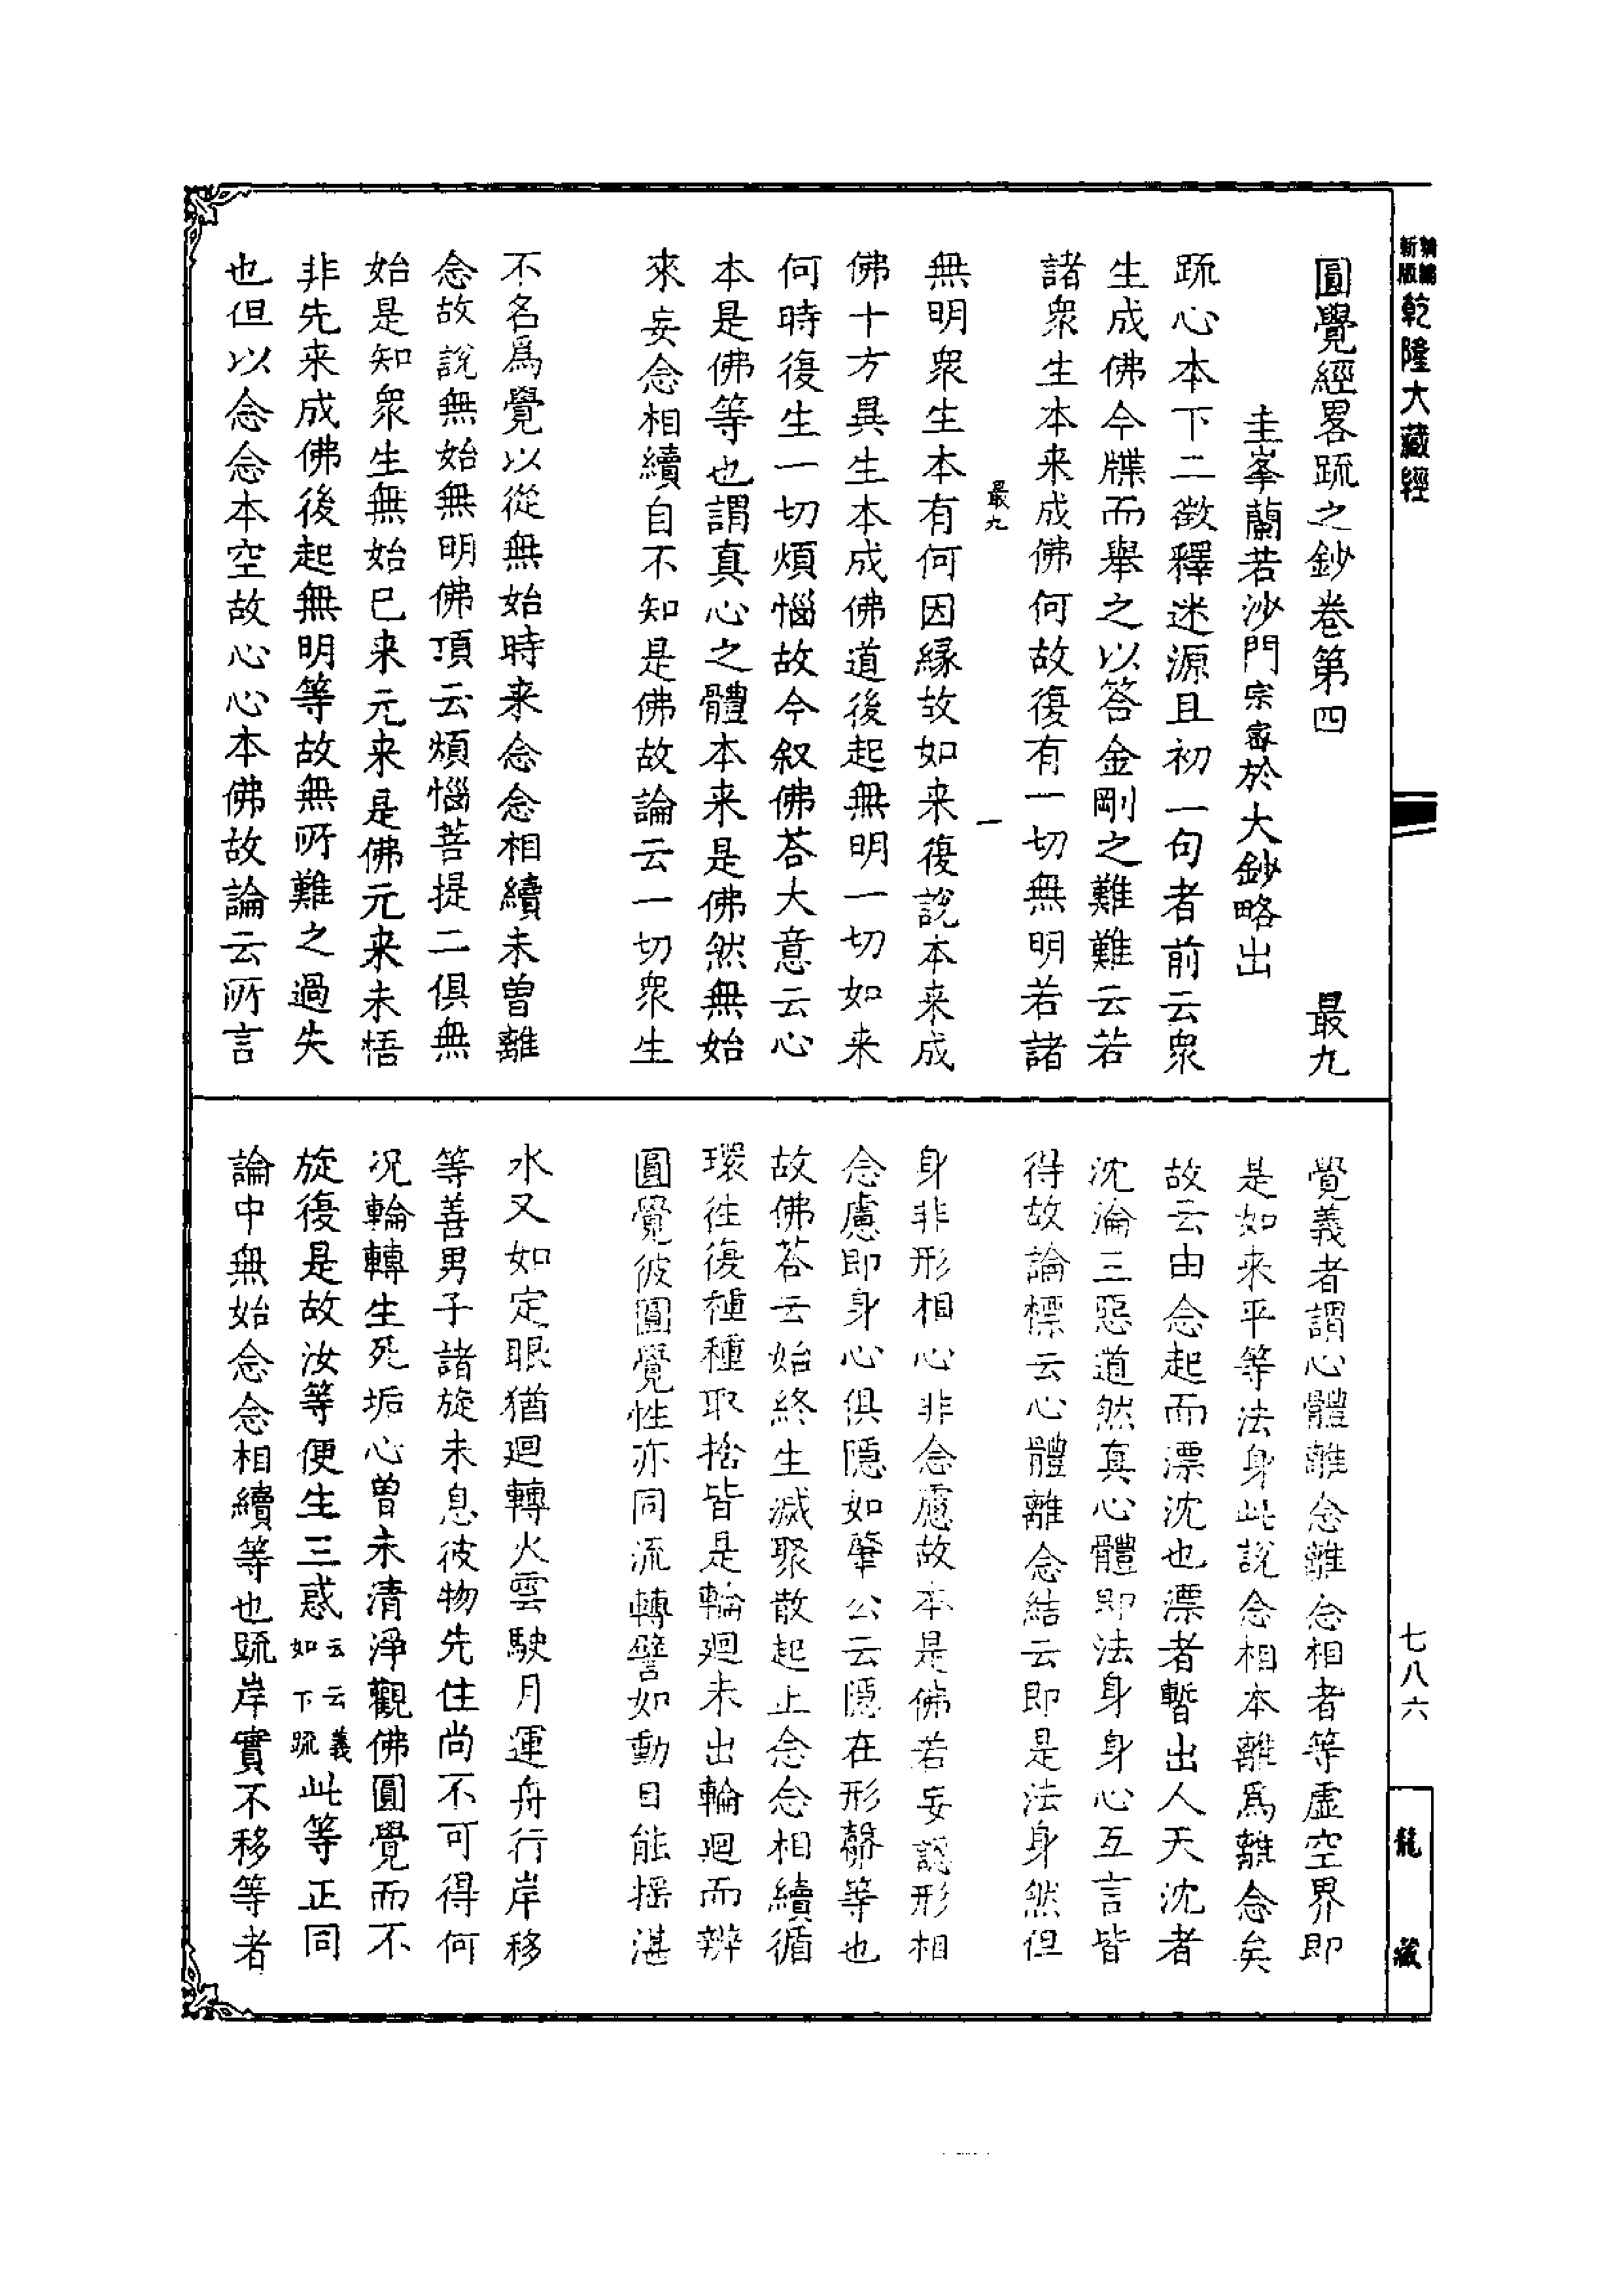 新版
精編
乾隆大藏經
七八六
龍藏
圓覺經畧䟽之鈔卷第四 最九
圭峯蘭若沙門宗密於大鈔略出
䟽心本下二徵釋迷源且初一句者前云衆
生成佛今牒而舉之以答金剛之難難云若
諸衆生本来成佛何故復有一切無明若諸
最九 一
無明衆生本有何因緣故如来復說本来成
佛十方異生本成佛道後起無明一切如来
何時復生一切煩惱故今叙佛荅大意云心
本是佛等也謂真心之體本来是佛然無始
來妄念相續自不知是佛故論云一切衆生
不名爲覺以從無始時来念念相續未曽離
念故説無始無明佛頂云煩惱菩提二俱無
始是知衆生無始已来元来是佛元来未悟
非先来成佛後起無明等故無所難之過失
也但以念念本空故心心本佛故論云所言
覺義者謂心體離念離念相者等虛空界即
是如来平等法身此說念相本離爲離念矣
故云由念起而漂沈也漂者暫出人天沈者
沈淪三惡道然真心體即法身身心互言皆
得故論標云心體離念結云即是法身然但
身非形相心非念慮故本是佛若妄認形相
念慮即身心俱隱如肇公云隱在形㲉等也
故佛荅云始終生滅聚散起止念念相續循
環徃復種種取捨皆是輪廻未出輪廻而辨
圓覺彼圓覺性亦同流轉譬如動目能揺湛
水又如定眼猶廻轉火雲駛月運舟行岸移
等善男子諸旋未息彼物先住尚不可得何
况輪轉生死垢心曽未清淨觀佛圓覺而不
旋復是故汝等便生三惑云云義如下䟽此等正同
論中無始念念相續等也䟽岸實不移等者